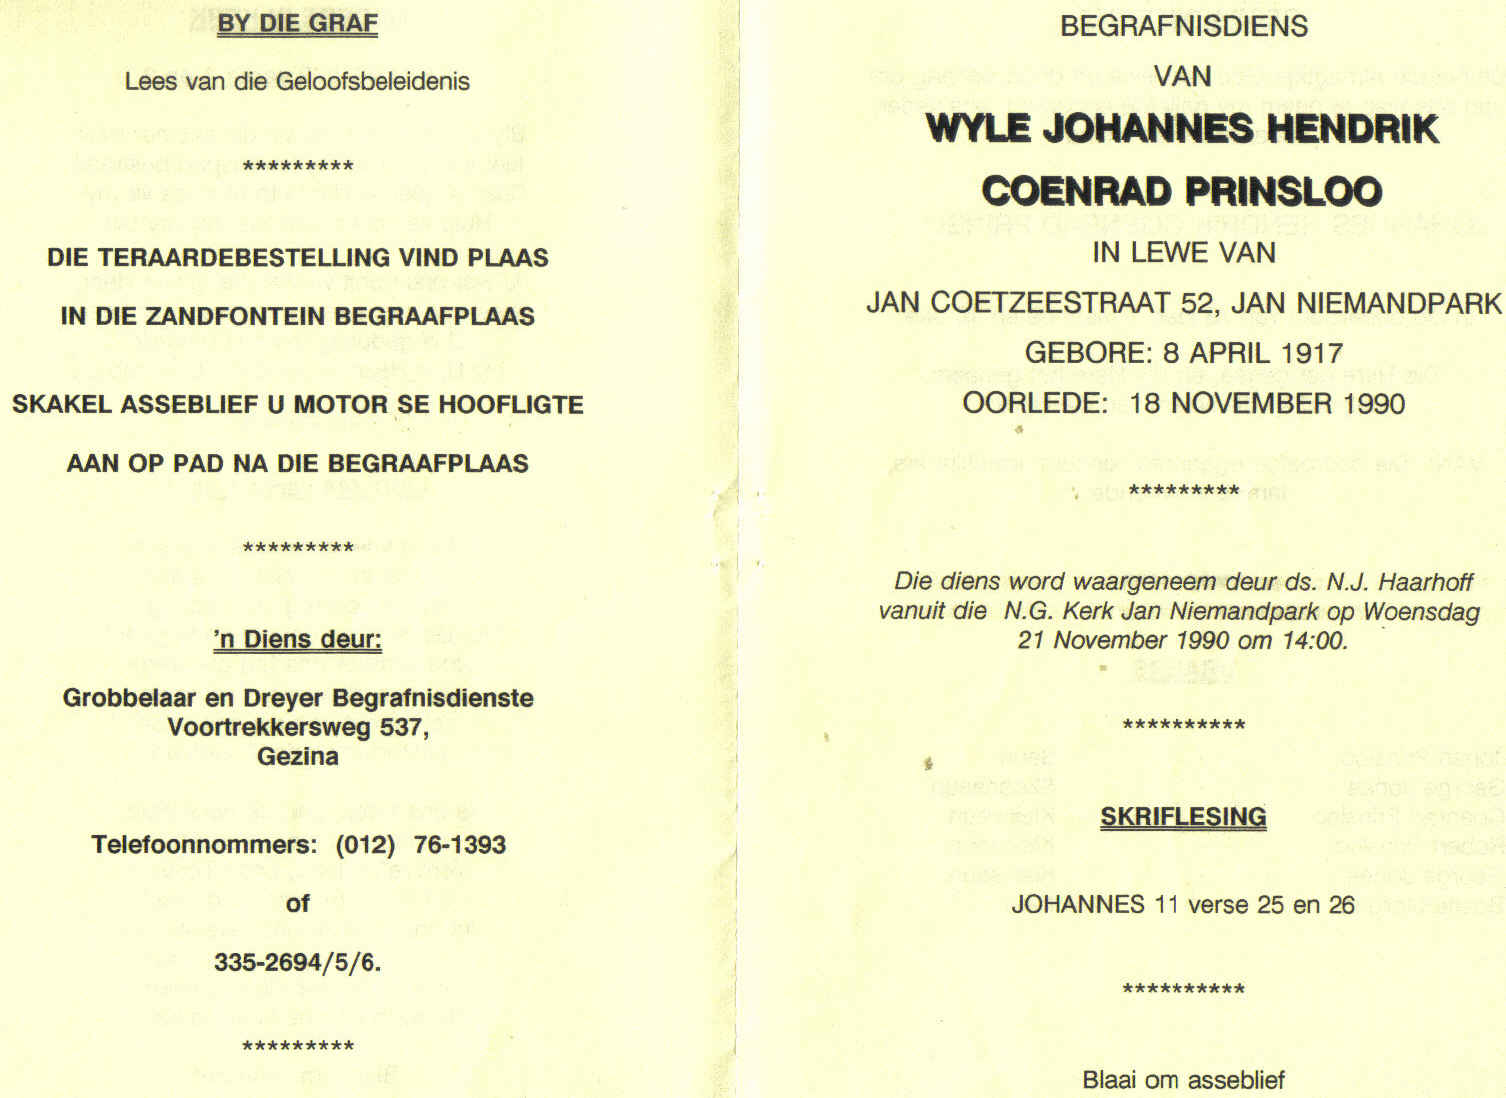 BY DIE GRAF
Lees van die Geloofsbeleidenis
*********
DIE TERAARDEBESTELLING VIND PLAAS
IN DIE ZANDFONTEIN BEGRAAFPLAAS
SKAKEL ASSEBLIEF U MOTOR SE HOOFLIGTE
AAN OP PAD NA DIE BEGRAAFPLAAS
*********
'n Diens deur:
Grobbelaar en Dreyer Begrafnisdienste
Voortrekkersweg 537,
Gezina
Telefoonnommers: (012) 76-1393
of
335-2694/5/6.
*********
BEGRAFNISDIENS
VAN
WYLE JOHANNES HENDRIK
COENRAD PRINSLOO
IN LEWE VAN
JAN COETZEESTRAAT 52, JAN NIEMANDPARK
GEBORE: 8 APRIL 1917
OORLEDE: 18 NOVEMBER 1990
*********
Die diens word waargeneem deur ds. N.J. Haarhoff
vanuit die N.G. Kerk Jan Niemandpark op Woensdag
21 November 1990 om 14:00.
**********
SKRIFLESING
JOHANNES 11 verse 25 en 26
**********
Blaai om asseblief